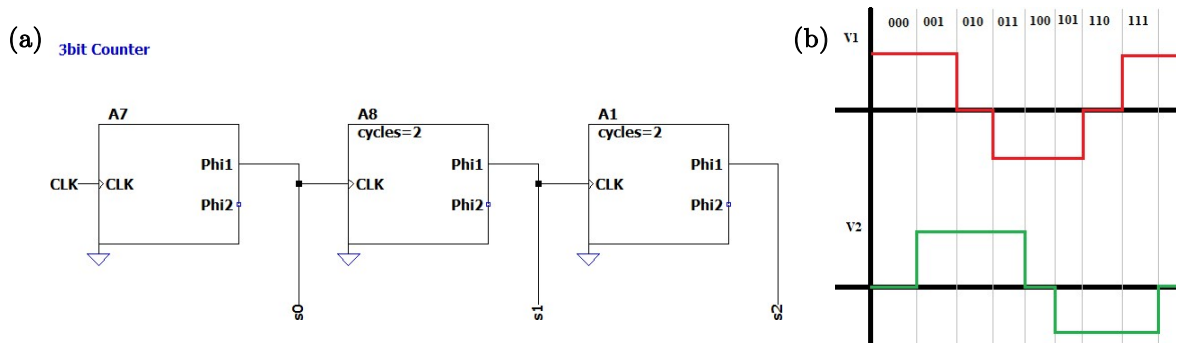 (a)
3bit Counter
A7
CLK
CLK
Phi1
Phi2
A8
cycles=2
CLK
Phi1
Phi2
A1
cycles=2
CLK
Phi1
Phi2
s0
s1
s2
(b)
000 001 010 011 100 101 110 111
V1
V2